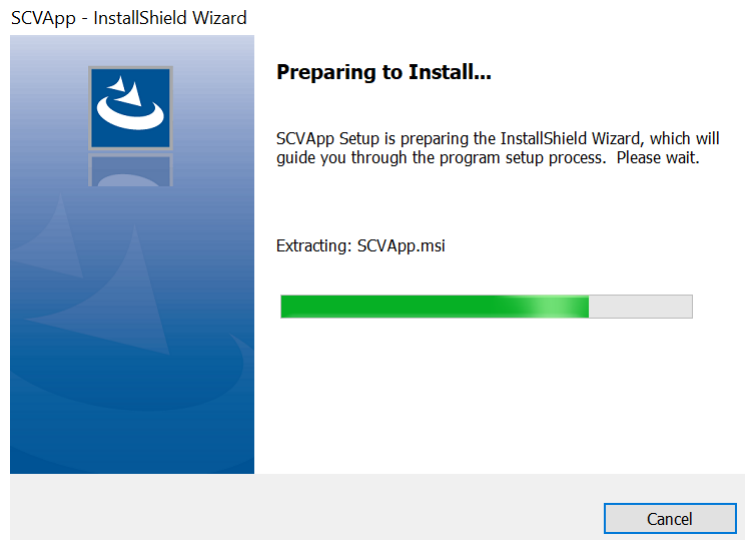 SCVApp - InstallShield Wizard
Preparing to Install...
SCVApp Setup is preparing the InstallShield Wizard, which will
guide you through the program setup process.  Please wait.
Extracting: SCVApp.msi
Cancel